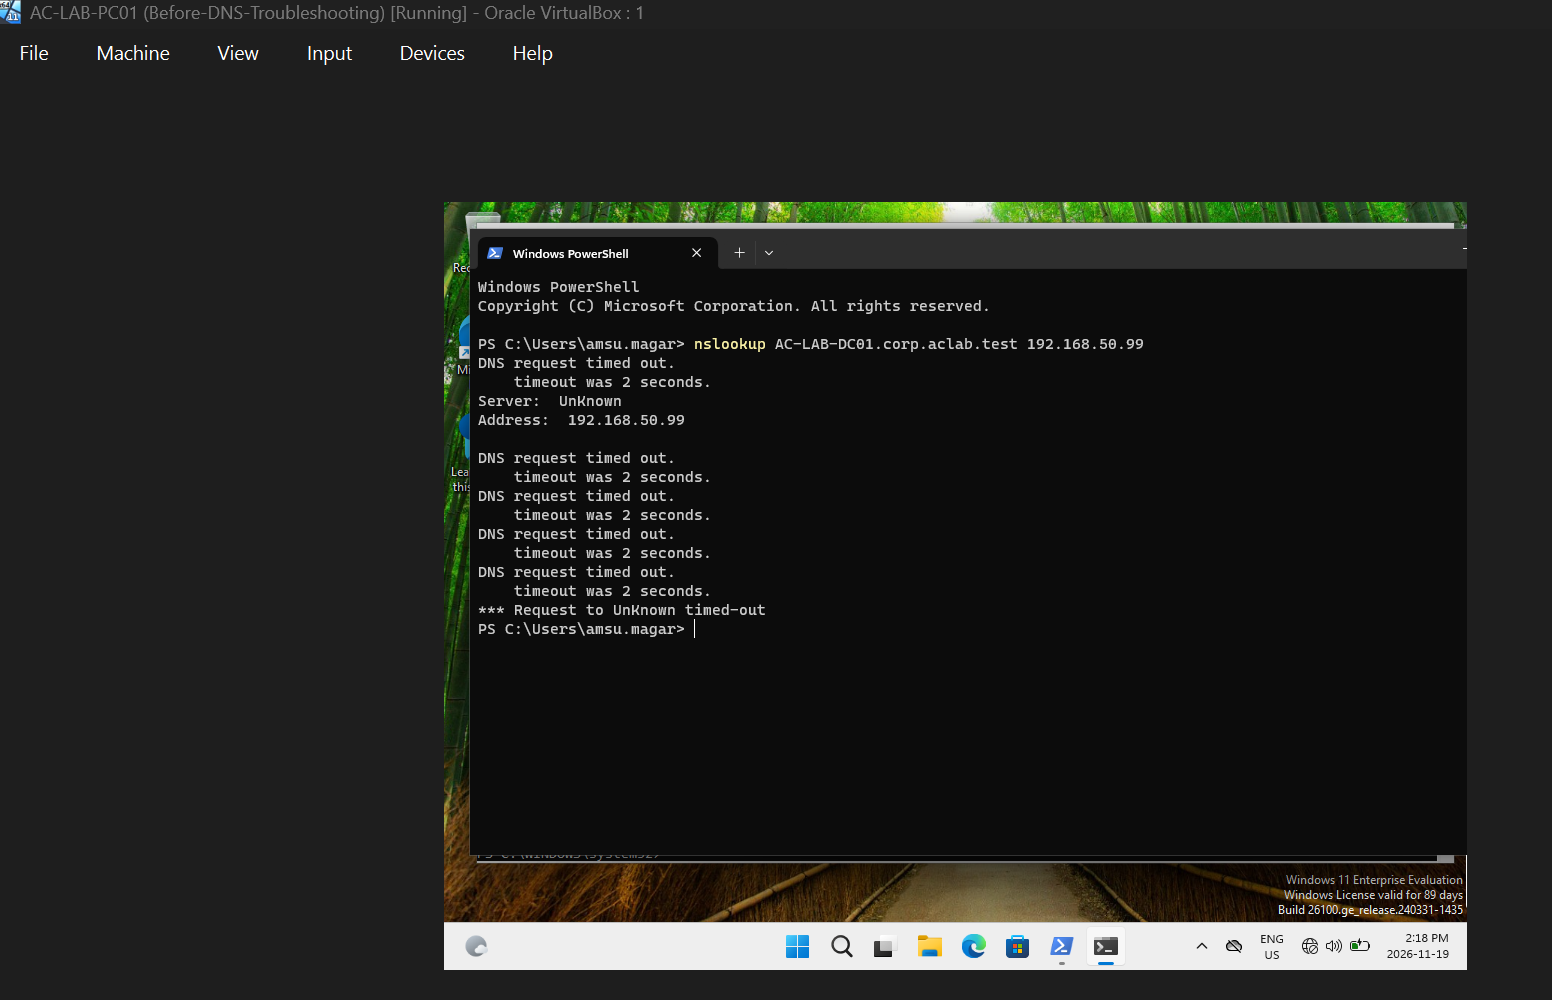 AC-LAB-PC01 (Before-DNS-Troubleshooting) [Running] - Oracle VirtualBox : 1
File Machine View Input Devices Help
Windows PowerShell
Windows PowerShell
Copyright (C) Microsoft Corporation. All rights reserved.
PS C:\Users\amsu.magar> nslookup AC-LAB-DC01.corp.aclab.test 192.168.50.99
DNS request timed out.
timeout was 2 seconds.
Server: UnKnown
Address: 192.168.50.99
DNS request timed out.
timeout was 2 seconds.
DNS request timed out.
timeout was 2 seconds.
DNS request timed out.
timeout was 2 seconds.
DNS request timed out.
timeout was 2 seconds.
*** Request to UnKnown timed-out
PS C:\Users\amsu.magar>
Rec
Mi
Lea
this
Windows 11 Enterprise Evaluation
Windows License valid for 89 days
Build 26100.ge_release.240331-1435
ENG
US
2:18 PM
2026-11-19